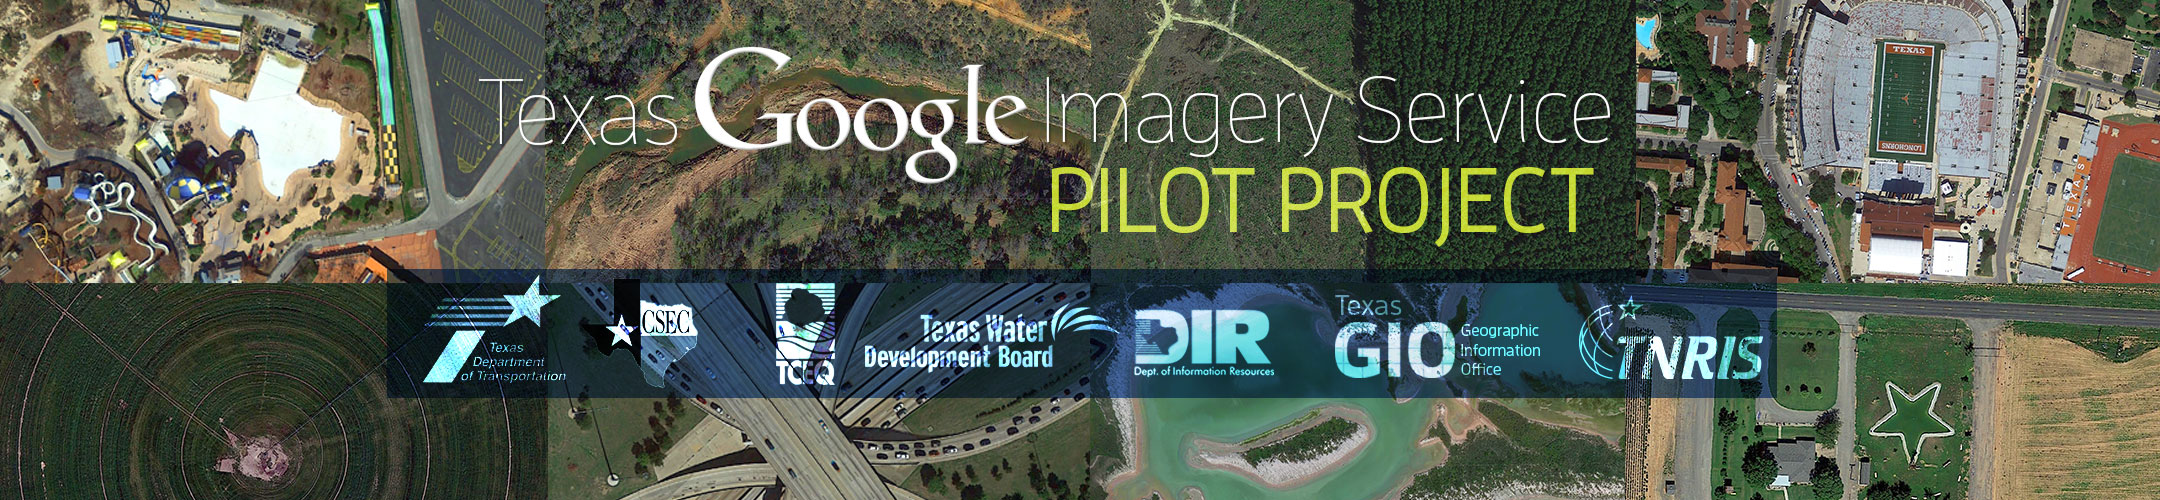 Texas Google Imagery Service
PILOT PROJECT
TEXAS
LONGHORNS
TEXAS
Texas
Department
of Transportation
CSEC
TCEQ
Texas Water
Development Board
DIR
Dept. of Information Resources
Texas
GIO
Geographic
Information
Office
TNRIS